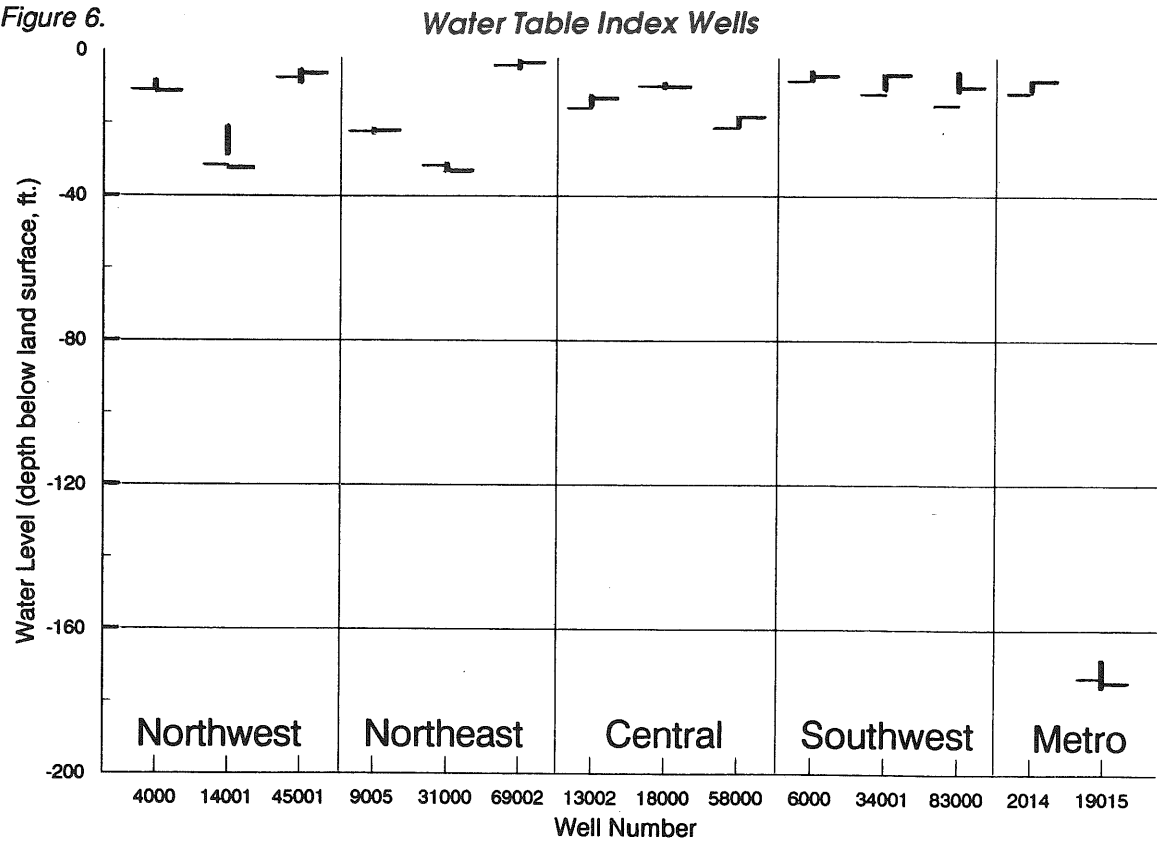 Figure 6.
Water Table Index Wells
Water Level (depth below land surface, ft.)
0
-40
-80
-120
-160
-200
Northwest Northeast Central Southwest Metro
4000 14001 45001 9005 31000 69002 13002 18000 58000 6000 34001 83000 2014 19015
Well Number